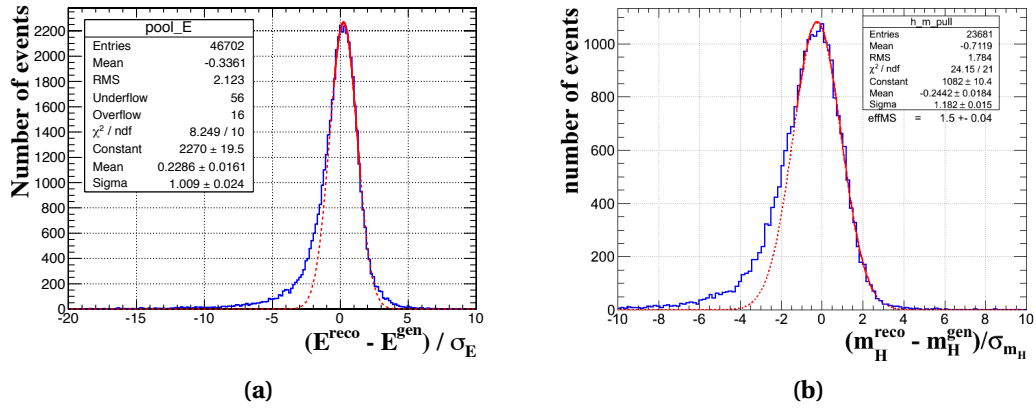 pool_E
Entries 46702
Mean -0.3361
RMS 2.123
Underflow 56
Overflow 16
χ² / ndf 8.249 / 10
Constant 2270 ± 19.5
Mean 0.2286 ± 0.0161
Sigma 1.009 ± 0.024
Number of events
2200
2000
1800
1600
1400
1200
1000
800
600
400
200
0
-20 -15 -10 -5 0 5 10
(E^reco - E^gen) / σ_E
(a)
h_m_pull
Entries 23681
Mean -0.7119
RMS 1.784
χ² / ndf 24.15 / 21
Constant 1082 ± 10.4
Mean -0.2442 ± 0.0184
Sigma 1.182 ± 0.015
effMS = 1.5 +- 0.04
number of events
1000
800
600
400
200
0
-10 -8 -6 -4 -2 0 2 4 6 8 10
(m_H^reco - m_H^gen)/σ_m_H
(b)